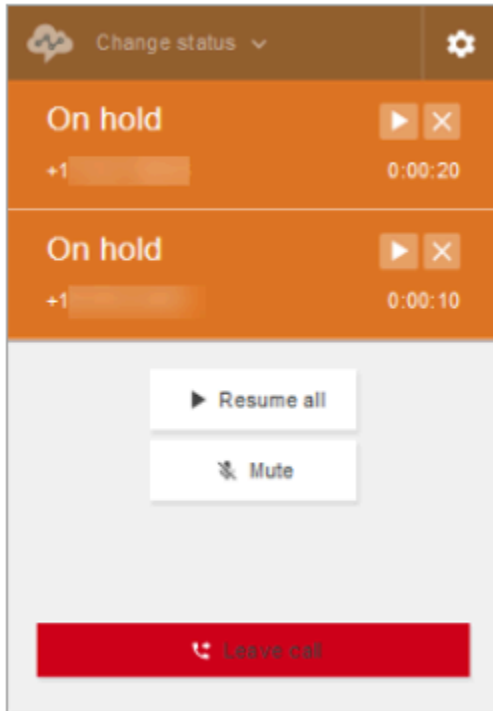 Change status
On hold
+1 0:00:20
On hold
+1 0:00:10
Resume all
Mute
Leave call